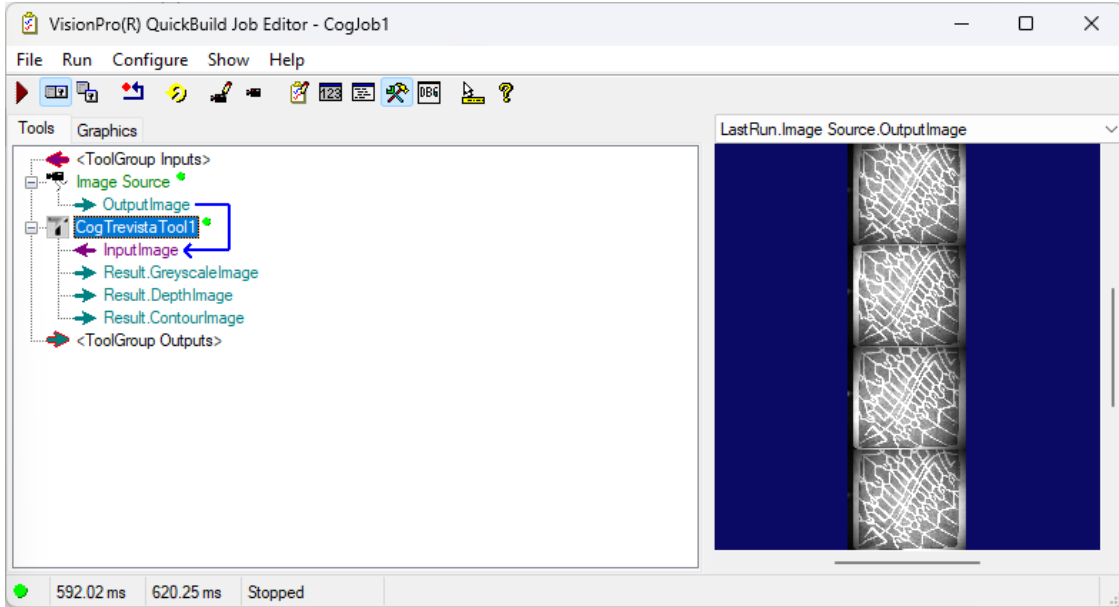 VisionPro(R) QuickBuild Job Editor - CogJob1
File Run Configure Show Help
123 DBG
Tools Graphics
LastRun.Image Source.OutputImage
<ToolGroup Inputs>
Image Source
OutputImage
CogTrevistaTool1
InputImage
Result.GreyscaleImage
Result.DepthImage
Result.ContourImage
<ToolGroup Outputs>
592.02 ms 620.25 ms Stopped